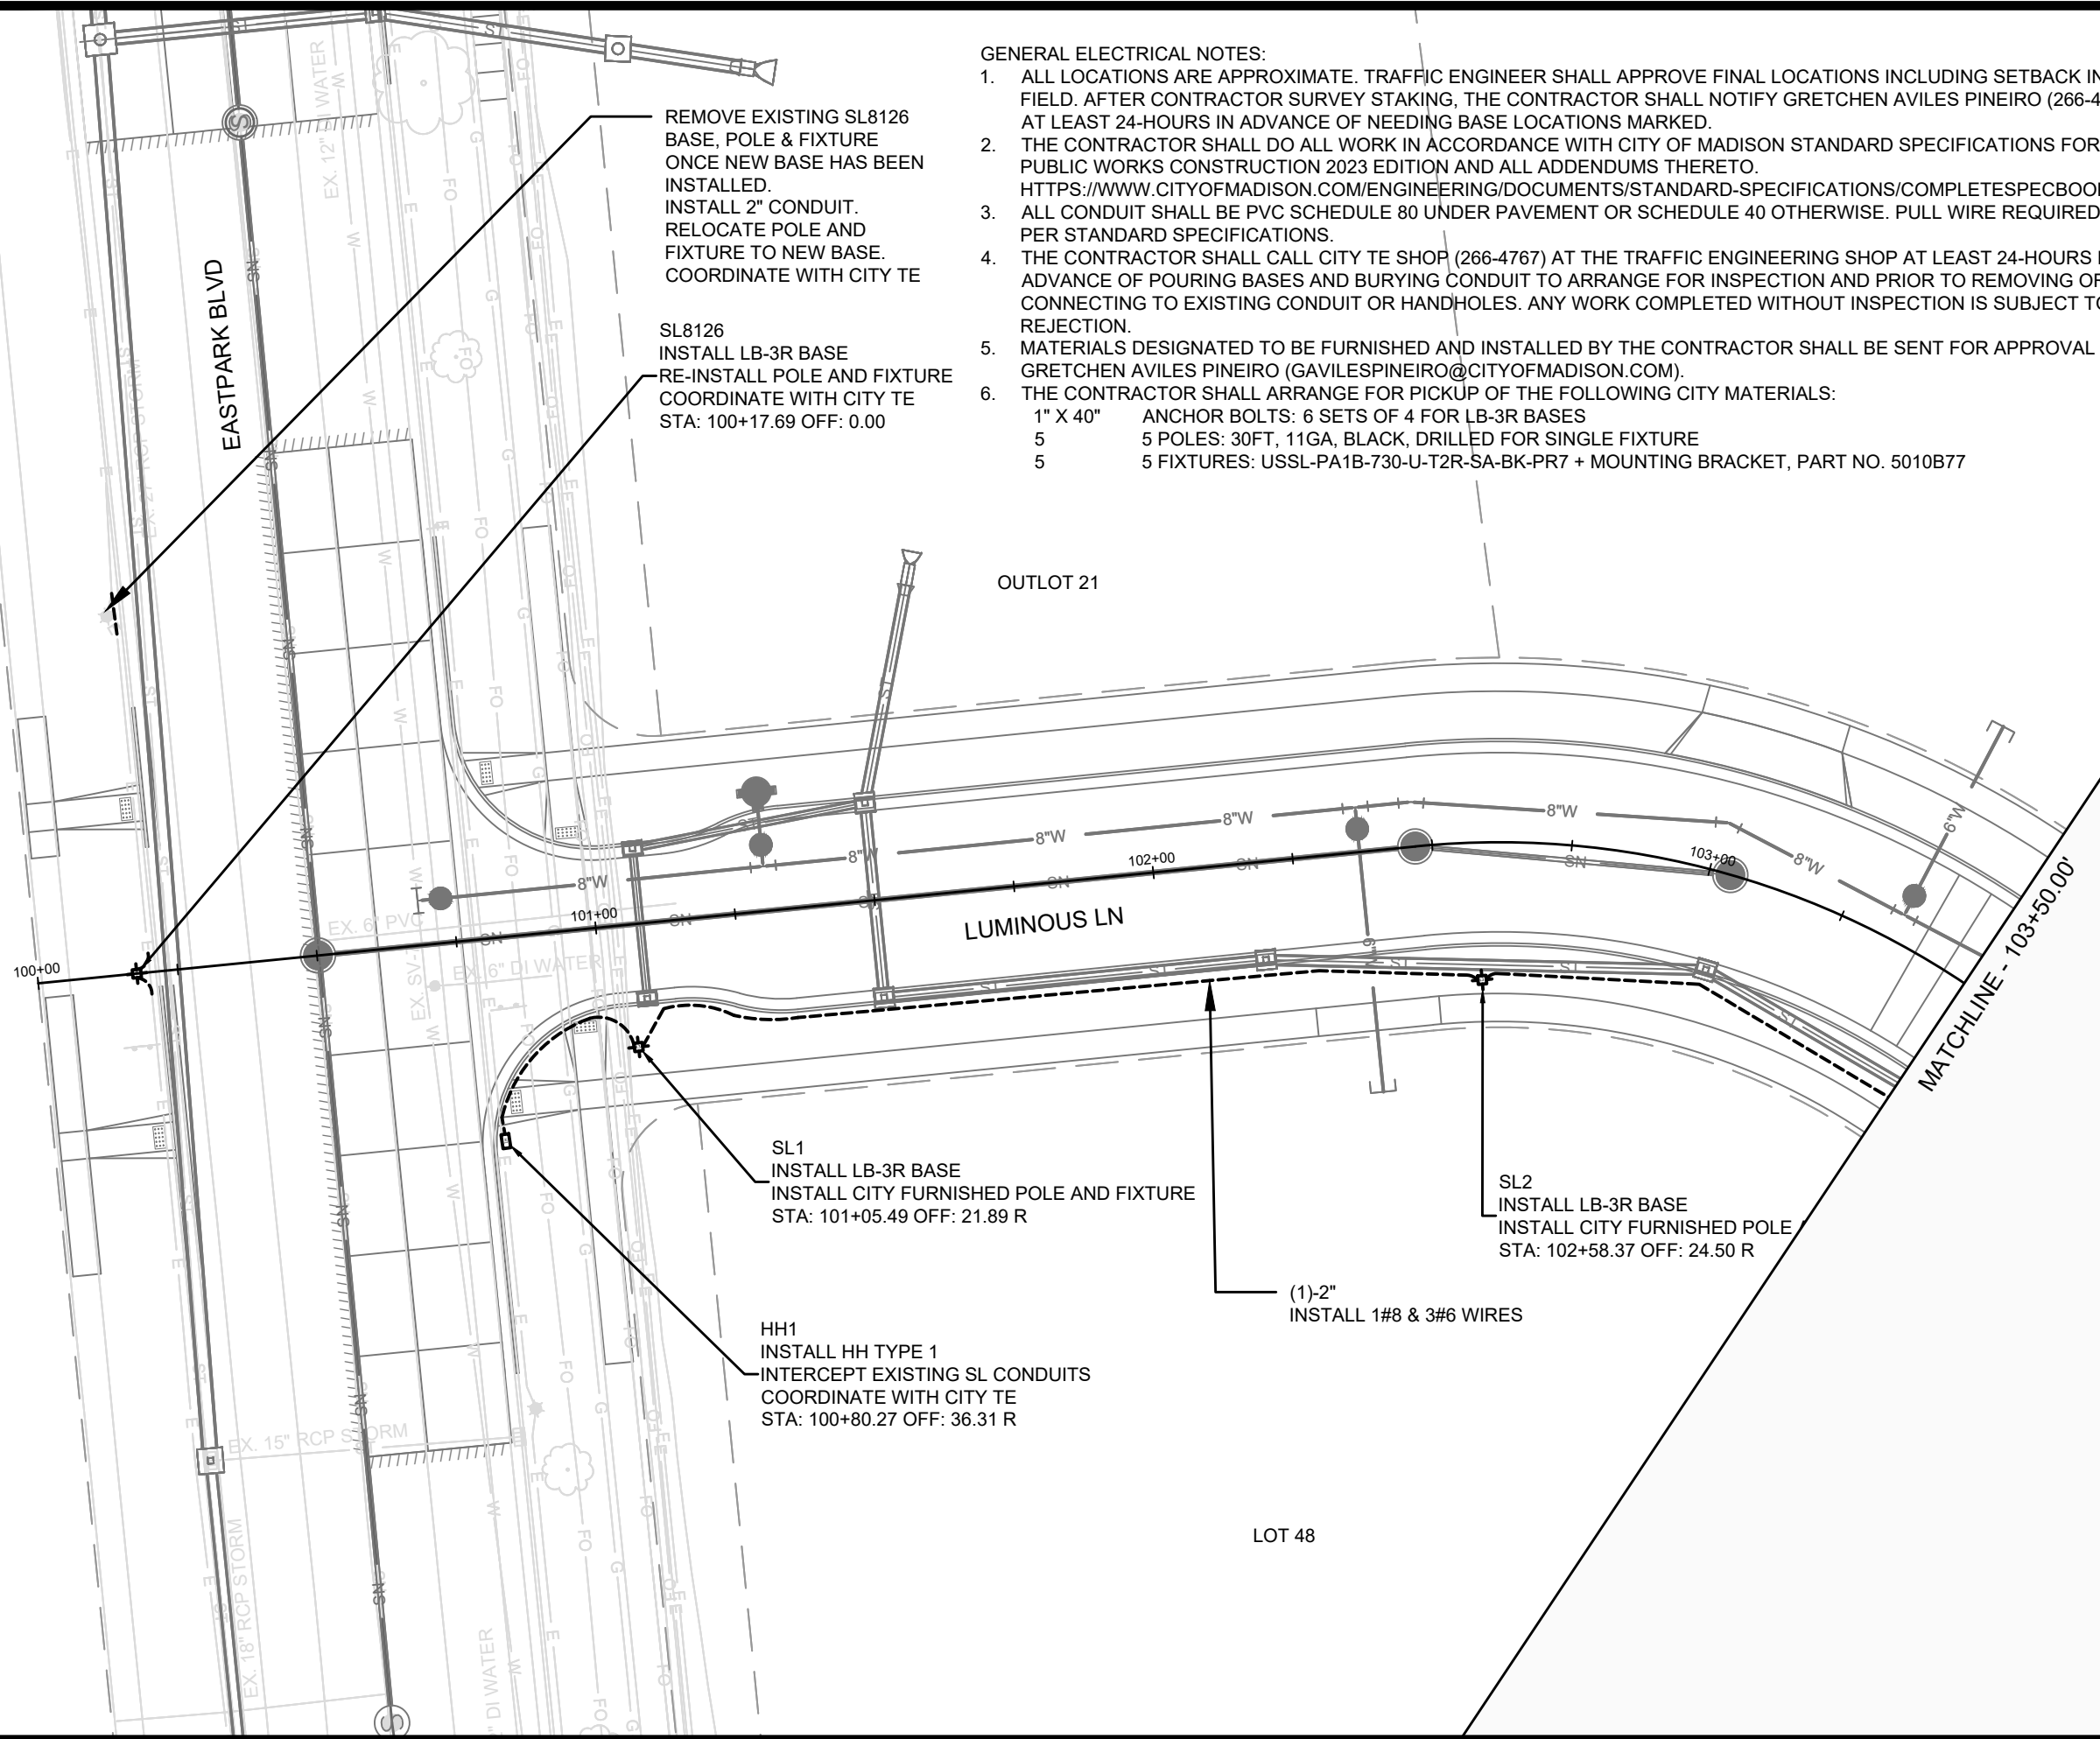 GENERAL ELECTRICAL NOTES:
1. ALL LOCATIONS ARE APPROXIMATE. TRAFFIC ENGINEER SHALL APPROVE FINAL LOCATIONS INCLUDING SETBACK IN
FIELD. AFTER CONTRACTOR SURVEY STAKING, THE CONTRACTOR SHALL NOTIFY GRETCHEN AVILES PINEIRO (266-4
AT LEAST 24-HOURS IN ADVANCE OF NEEDING BASE LOCATIONS MARKED.
2. THE CONTRACTOR SHALL DO ALL WORK IN ACCORDANCE WITH CITY OF MADISON STANDARD SPECIFICATIONS FOR
PUBLIC WORKS CONSTRUCTION 2023 EDITION AND ALL ADDENDUMS THERETO.
HTTPS://WWW.CITYOFMADISON.COM/ENGINEERING/DOCUMENTS/STANDARD-SPECIFICATIONS/COMPLETESPECBOO
3. ALL CONDUIT SHALL BE PVC SCHEDULE 80 UNDER PAVEMENT OR SCHEDULE 40 OTHERWISE. PULL WIRE REQUIRED
PER STANDARD SPECIFICATIONS.
4. THE CONTRACTOR SHALL CALL CITY TE SHOP (266-4767) AT THE TRAFFIC ENGINEERING SHOP AT LEAST 24-HOURS
ADVANCE OF POURING BASES AND BURYING CONDUIT TO ARRANGE FOR INSPECTION AND PRIOR TO REMOVING OR
CONNECTING TO EXISTING CONDUIT OR HANDHOLES. ANY WORK COMPLETED WITHOUT INSPECTION IS SUBJECT TO
REJECTION.
5. MATERIALS DESIGNATED TO BE FURNISHED AND INSTALLED BY THE CONTRACTOR SHALL BE SENT FOR APPROVAL
GRETCHEN AVILES PINEIRO (GAVILESPINEIRO@CITYOFMADISON.COM).
6. THE CONTRACTOR SHALL ARRANGE FOR PICKUP OF THE FOLLOWING CITY MATERIALS:
1" X 40" ANCHOR BOLTS: 6 SETS OF 4 FOR LB-3R BASES
5 5 POLES: 30FT, 11GA, BLACK, DRILLED FOR SINGLE FIXTURE
5 5 FIXTURES: USSL-PA1B-730-U-T2R-SA-BK-PR7 + MOUNTING BRACKET, PART NO. 5010B77
REMOVE EXISTING SL8126
BASE, POLE & FIXTURE
ONCE NEW BASE HAS BEEN
INSTALLED.
INSTALL 2" CONDUIT.
RELOCATE POLE AND
FIXTURE TO NEW BASE.
COORDINATE WITH CITY TE
SL8126
INSTALL LB-3R BASE
RE-INSTALL POLE AND FIXTURE
COORDINATE WITH CITY TE
STA: 100+17.69 OFF: 0.00
EASTPARK BLVD
EX. 12" DI WATER
EX. 27" RCP STORM
OUTLOT 21
8"W
8"W
8"W
8"W
8"W
8"W
6"W
6"W
100+00
101+00
102+00
103+00
LUMINOUS LN
EX. 6" PVC
EX. 6" DI WATER
EX. SV-
MATCHLINE - 103+50.00'
SL1
INSTALL LB-3R BASE
INSTALL CITY FURNISHED POLE AND FIXTURE
STA: 101+05.49 OFF: 21.89 R
SL2
INSTALL LB-3R BASE
INSTALL CITY FURNISHED POLE
STA: 102+58.37 OFF: 24.50 R
(1)-2"
INSTALL 1#8 & 3#6 WIRES
HH1
INSTALL HH TYPE 1
INTERCEPT EXISTING SL CONDUITS
COORDINATE WITH CITY TE
STA: 100+80.27 OFF: 36.31 R
EX. 15" RCP STORM
EX. 18" RCP STORM
" DI WATER
LOT 48